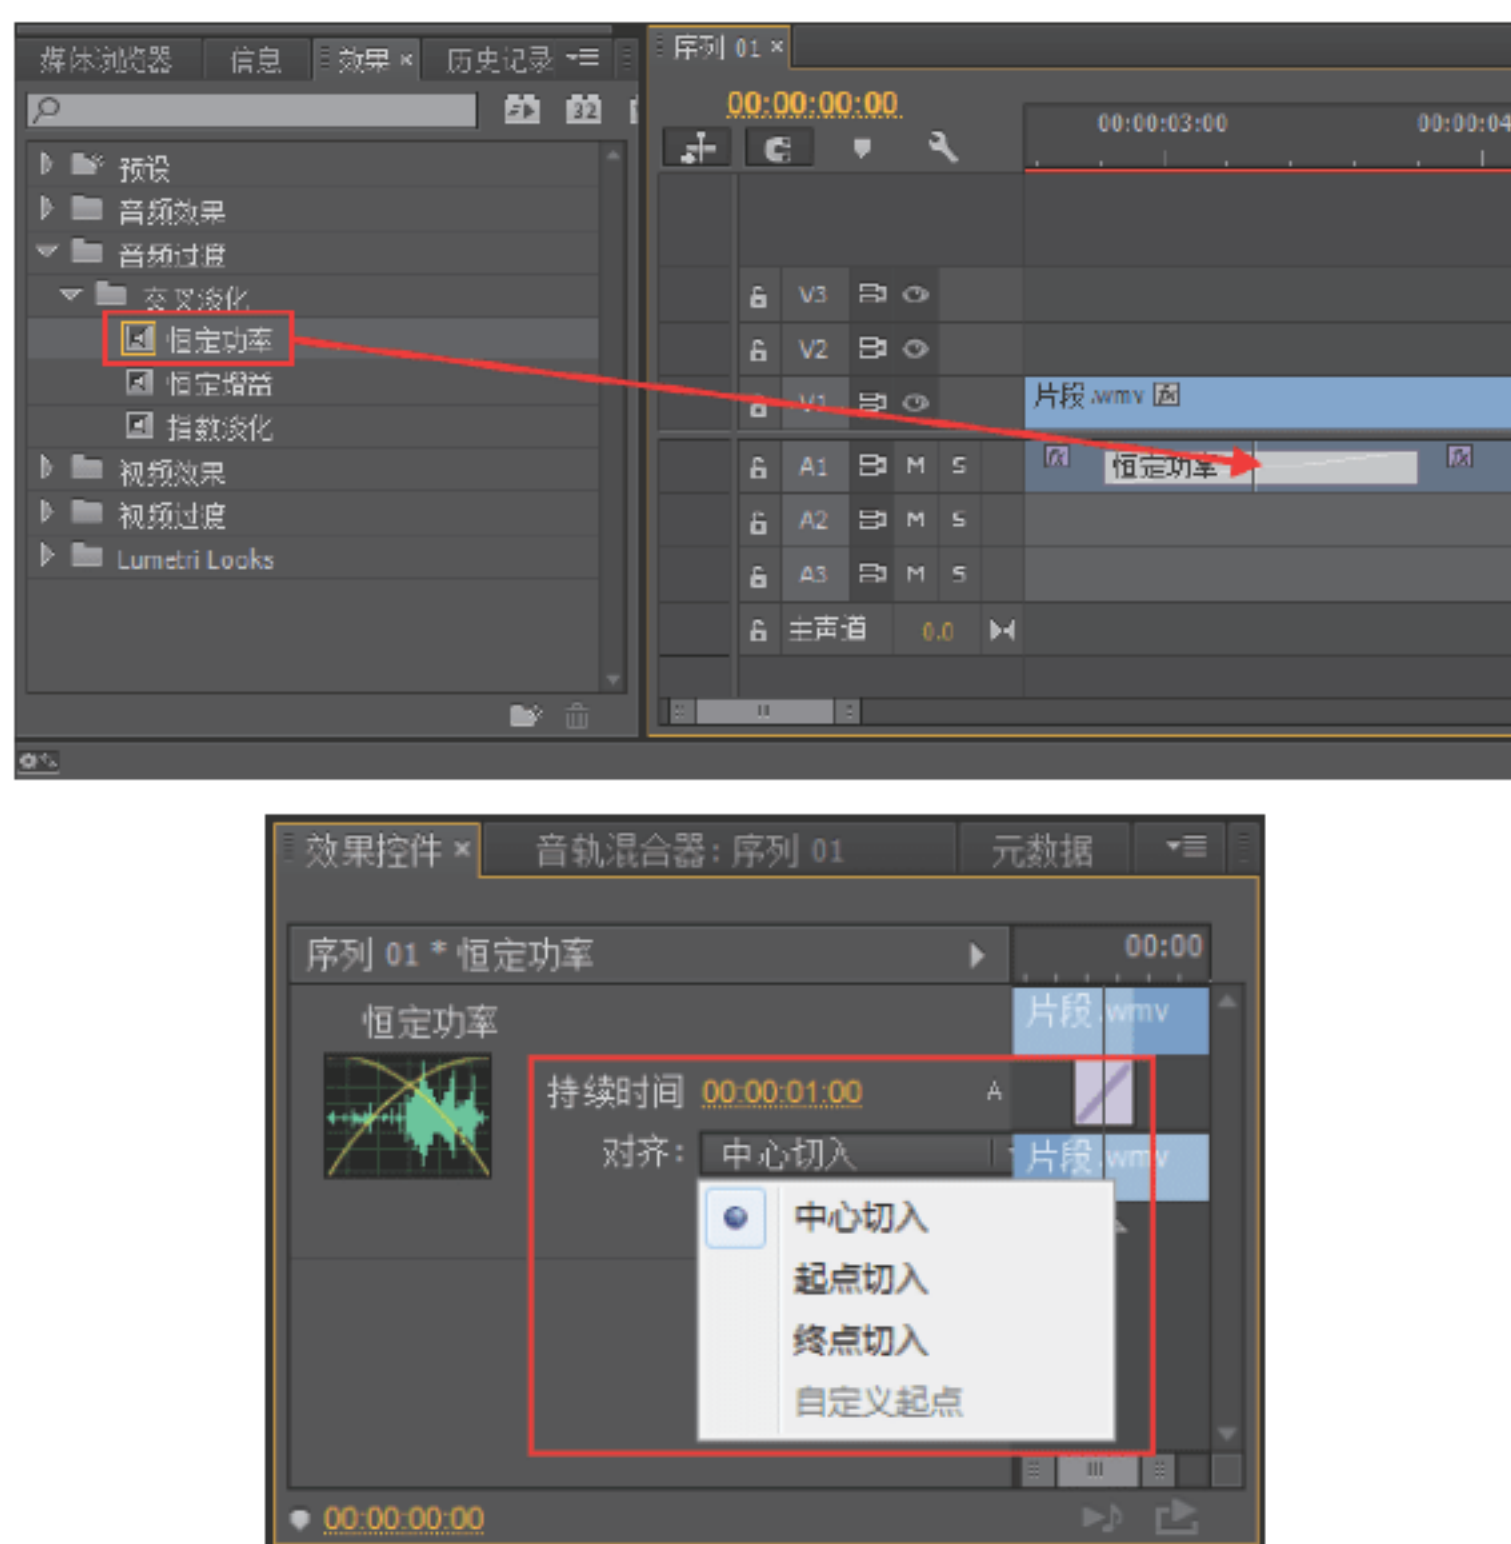 媒体浏览器 信息 效果 × 历史记录
序列 01 ×
32
预设
音频效果
音频过渡
交叉淡化
恒定功率
恒定增益
指数淡化
视频效果
视频过渡
Lumetri Looks
00:00:00:00
00:00:03:00 00:00:04
V3
V2
V1 片段.wmv fx
A1 M S fx 恒定功率 fx
A2 M S
A3 M S
主声道 0.0
效果控件 × 音轨混合器: 序列 01 元数据
序列 01 * 恒定功率 00:00
恒定功率 片段.wmv
持续时间 00:00:01:00 A
对齐: 中心切入 片段.wmv
中心切入
起点切入
终点切入
自定义起点
00:00:00:00